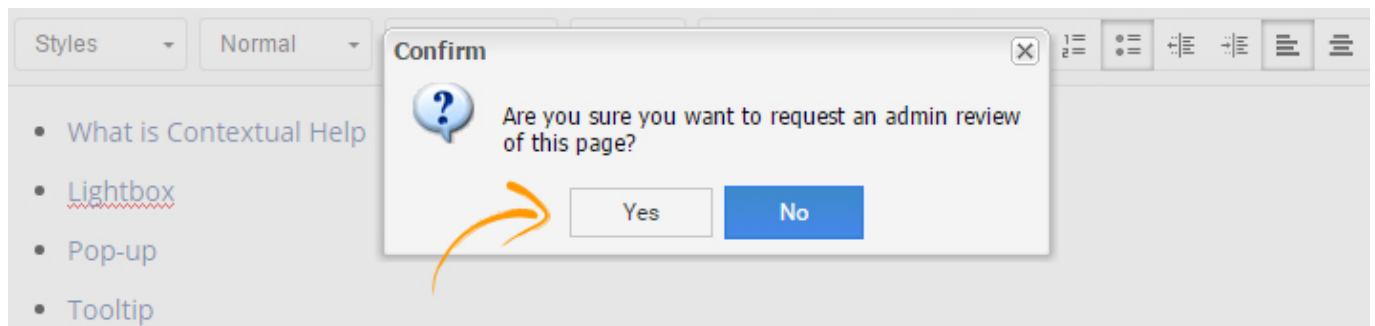 Styles Normal
Confirm
Are you sure you want to request an admin review
of this page?
Yes No
What is Contextual Help
Lightbox
Pop-up
Tooltip